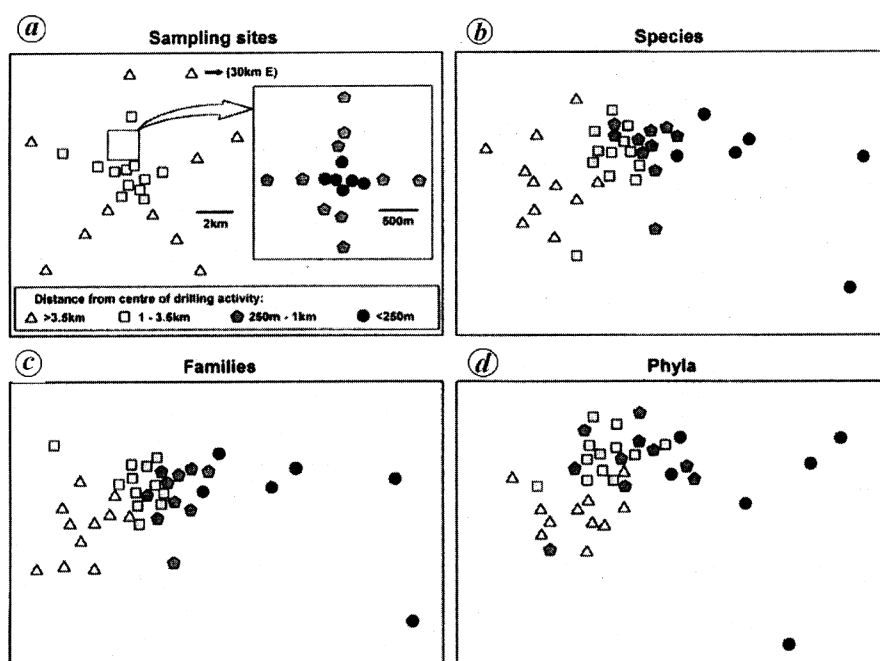 a
Sampling sites
(30km E)
2km
500m
Distance from centre of drilling activity:
>3.5km 1 - 3.5km 250m - 1km <250m
b
Species
c
Families
d
Phyla